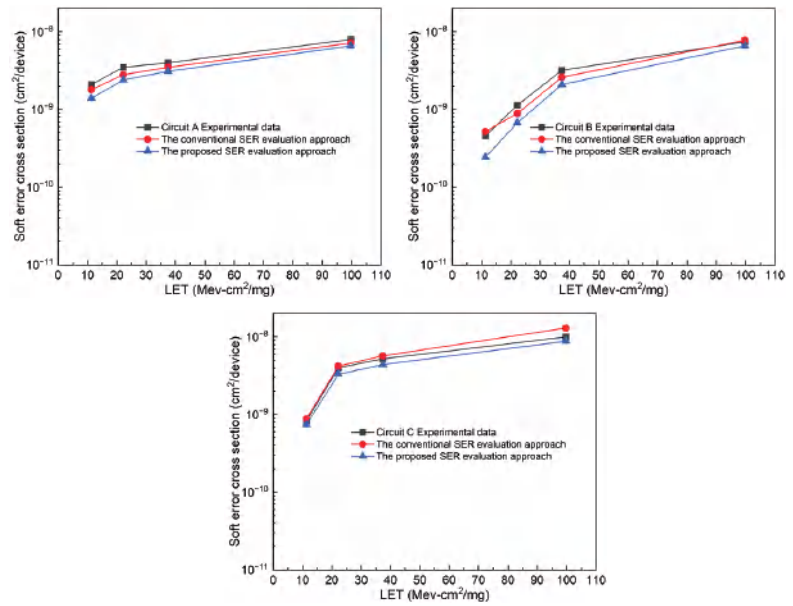 10⁻⁸
10⁻⁹
10⁻¹⁰
10⁻¹¹
Soft error cross section (cm²/device)
Circuit A Experimental data
The conventional SER evaluation approach
The proposed SER evaluation approach
0 10 20 30 40 50 60 70 80 90 100 110
LET (Mev-cm²/mg)
10⁻⁸
10⁻⁹
10⁻¹⁰
10⁻¹¹
Soft error cross section (cm²/device)
Circuit B Experimental data
The conventional SER evaluation approach
The proposed SER evaluation approach
0 10 20 30 40 50 60 70 80 90 100 110
LET (Mev-cm²/mg)
10⁻⁸
10⁻⁹
10⁻¹⁰
10⁻¹¹
Soft error cross section (cm²/device)
Circuit C Experimental data
The conventional SER evaluation approach
The proposed SER evaluation approach
0 10 20 30 40 50 60 70 80 90 100 110
LET (Mev-cm²/mg)